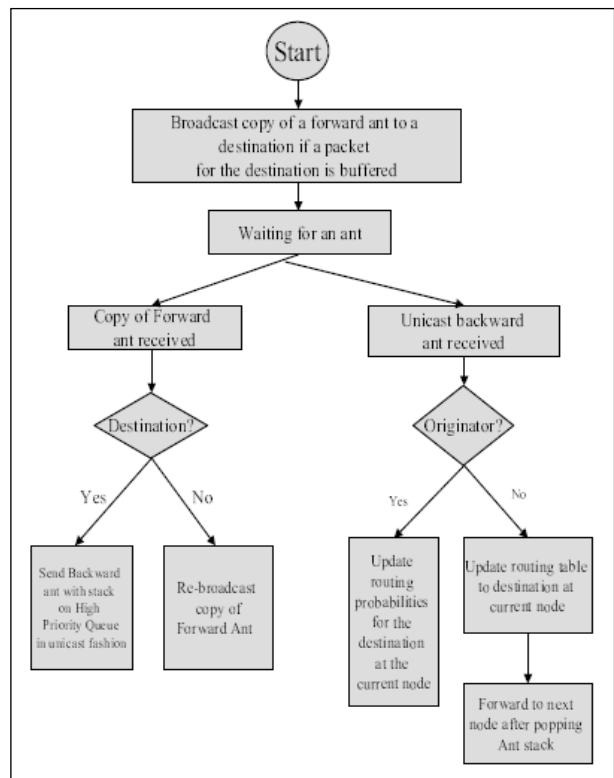 Start
Broadcast copy of a forward ant to a
destination if a packet
for the destination is buffered
Waiting for an ant
Copy of Forward
ant received
Unicast backward
ant received
Destination?
Originator?
Yes
No
Yes
No
Send Backward
ant with stack
on High
Priority Queue
in unicast fashion
Re-broadcast
copy of
Forward Ant
Update
routing
probabilities
for the
destination
at the
current node
Update routing
table to
destination at
current node
Forward to next
node after popping
Ant stack